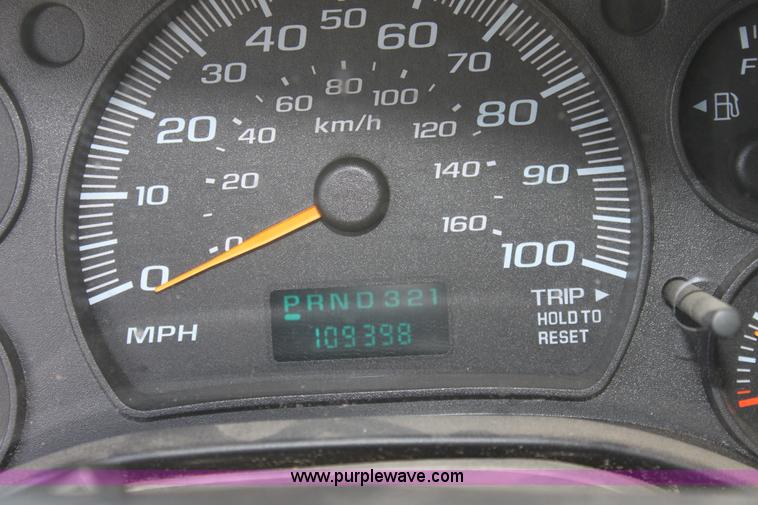 50
40 60
30 70
80
60 100
20 km/h 80
40 120
10 20 140 90
0 160
0 100
PRND321
109398
MPH
TRIP ▶
HOLD TO
RESET
F
www.purplewave.com